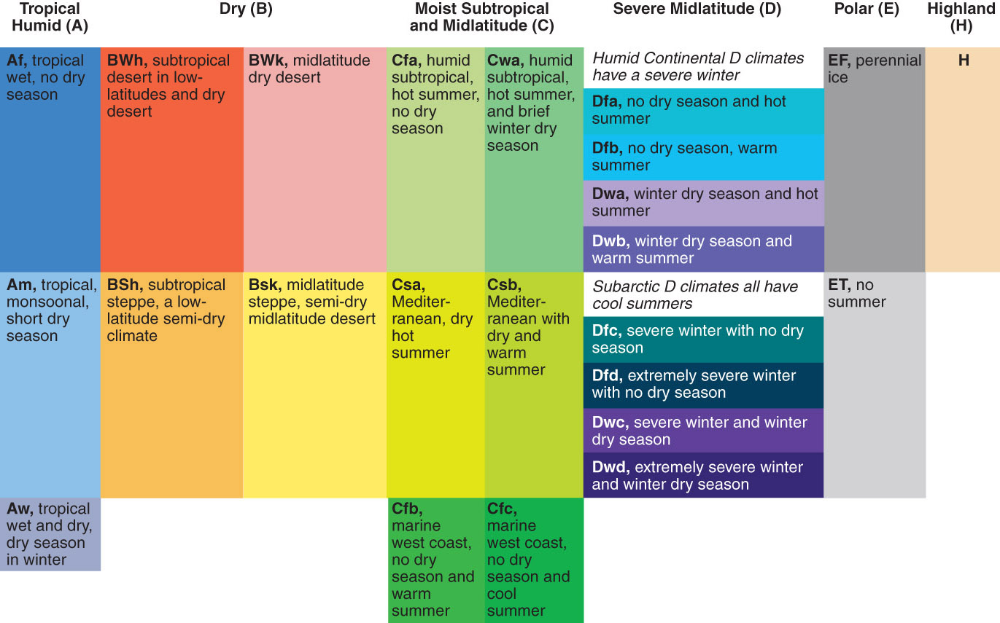 Tropical
Humid (A)
Dry (B)
Moist Subtropical
and Midlatitude (C)
Severe Midlatitude (D)
Polar (E)
Highland
(H)
Af, tropical
wet, no dry
season
BWh, subtropical
desert in low-
latitudes and dry
desert
BWk, midlatitude
dry desert
Cfa, humid
subtropical,
hot summer,
no dry
season
Cwa, humid
subtropical,
hot summer,
and brief
winter dry
season
Humid Continental D climates
have a severe winter
Dfa, no dry season and hot
summer
Dfb, no dry season, warm
summer
Dwa, winter dry season and hot
summer
Dwb, winter dry season and
warm summer
EF, perennial
ice
H
Am, tropical,
monsoonal,
short dry
season
BSh, subtropical
steppe, a low-
latitude semi-dry
climate
Bsk, midlatitude
steppe, semi-dry
midlatitude desert
Csa,
Mediter-
ranean, dry
hot
summer
Csb,
Mediter-
ranean with
dry and
warm
summer
Subarctic D climates all have
cool summers
Dfc, severe winter with no dry
season
Dfd, extremely severe winter
with no dry season
Dwc, severe winter and winter
dry season
Dwd, extremely severe winter
and winter dry season
ET, no
summer
Aw, tropical
wet and dry,
dry season
in winter
Cfb,
marine
west coast,
no dry
season and
warm
summer
Cfc,
marine
west coast,
no dry
season and
cool
summer